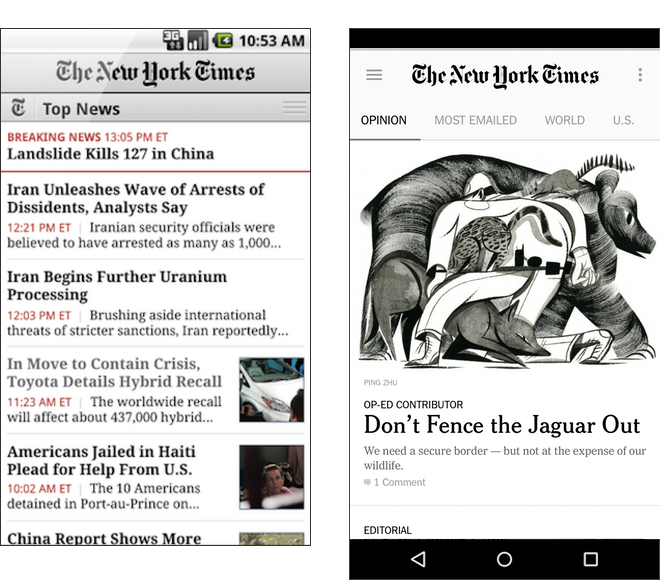 3G
10:53 AM
The New York Times
T
Top News
BREAKING NEWS 13:05 PM ET
Landslide Kills 127 in China
Iran Unleashes Wave of Arrests of
Dissidents, Analysts Say
12:21 PM ET | Iranian security officials were
believed to have arrested as many as 1,000...
Iran Begins Further Uranium
Processing
12:03 PM ET | Brushing aside international
threats of stricter sanctions, Iran reportedly...
In Move to Contain Crisis,
Toyota Details Hybrid Recall
11:23 AM ET | The worldwide recall
will affect about 437,000 hybrid...
Americans Jailed in Haiti
Plead for Help From U.S.
10:02 AM ET | The 10 Americans
detained in Port-au-Prince on...
China Report Shows More
The New York Times
OPINION MOST EMAILED WORLD U.S.
PING ZHU
OP-ED CONTRIBUTOR
Don't Fence the Jaguar Out
We need a secure border — but not at the expense of our
wildlife.
1 Comment
EDITORIAL